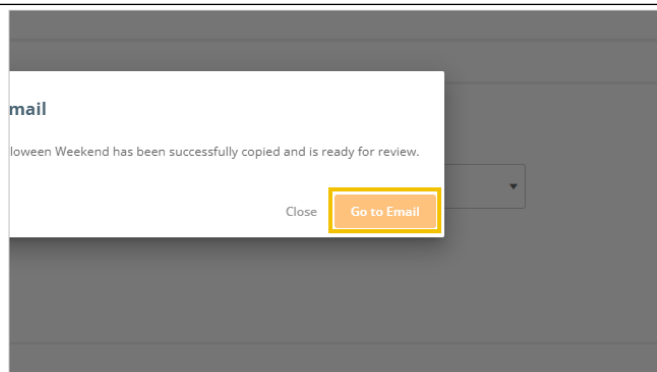 mail
loween Weekend has been successfully copied and is ready for review.
Close Go to Email